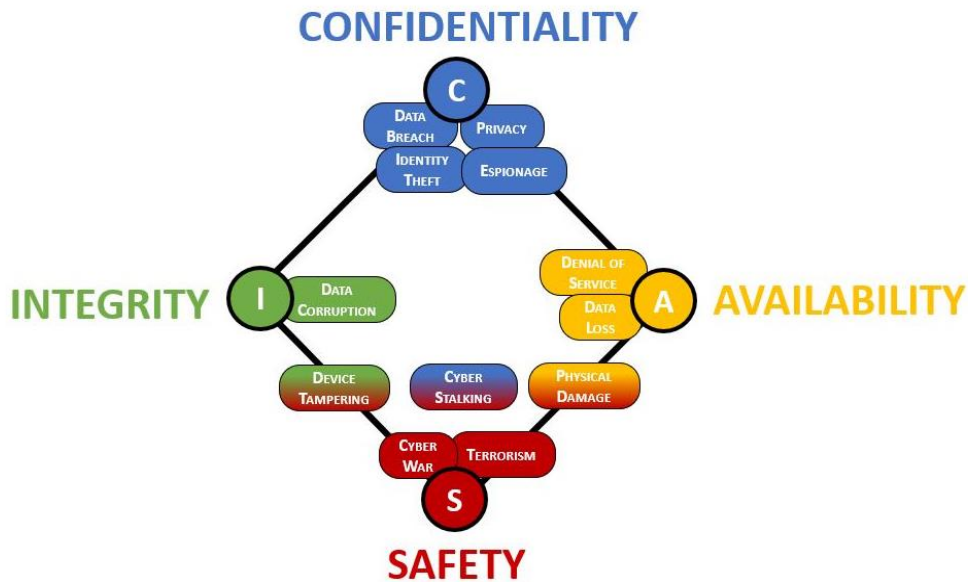 CONFIDENTIALITY
C
DATA
BREACH
PRIVACY
IDENTITY
THEFT
ESPIONAGE
DENIAL OF
SERVICE
INTEGRITY
I
DATA
CORRUPTION
DATA
LOSS
A
AVAILABILITY
DEVICE
TAMPERING
CYBER
STALKING
PHYSICAL
DAMAGE
CYBER
WAR
TERRORISM
S
SAFETY